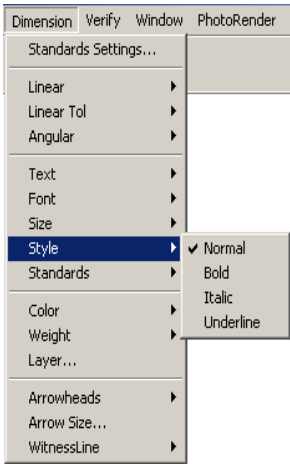 Dimension Verify Window PhotoRender
Standards Settings...
Linear
Linear Tol
Angular
Text
Font
Size
Style
Standards
Color
Weight
Layer...
Arrowheads
Arrow Size...
WitnessLine
Normal
Bold
Italic
Underline